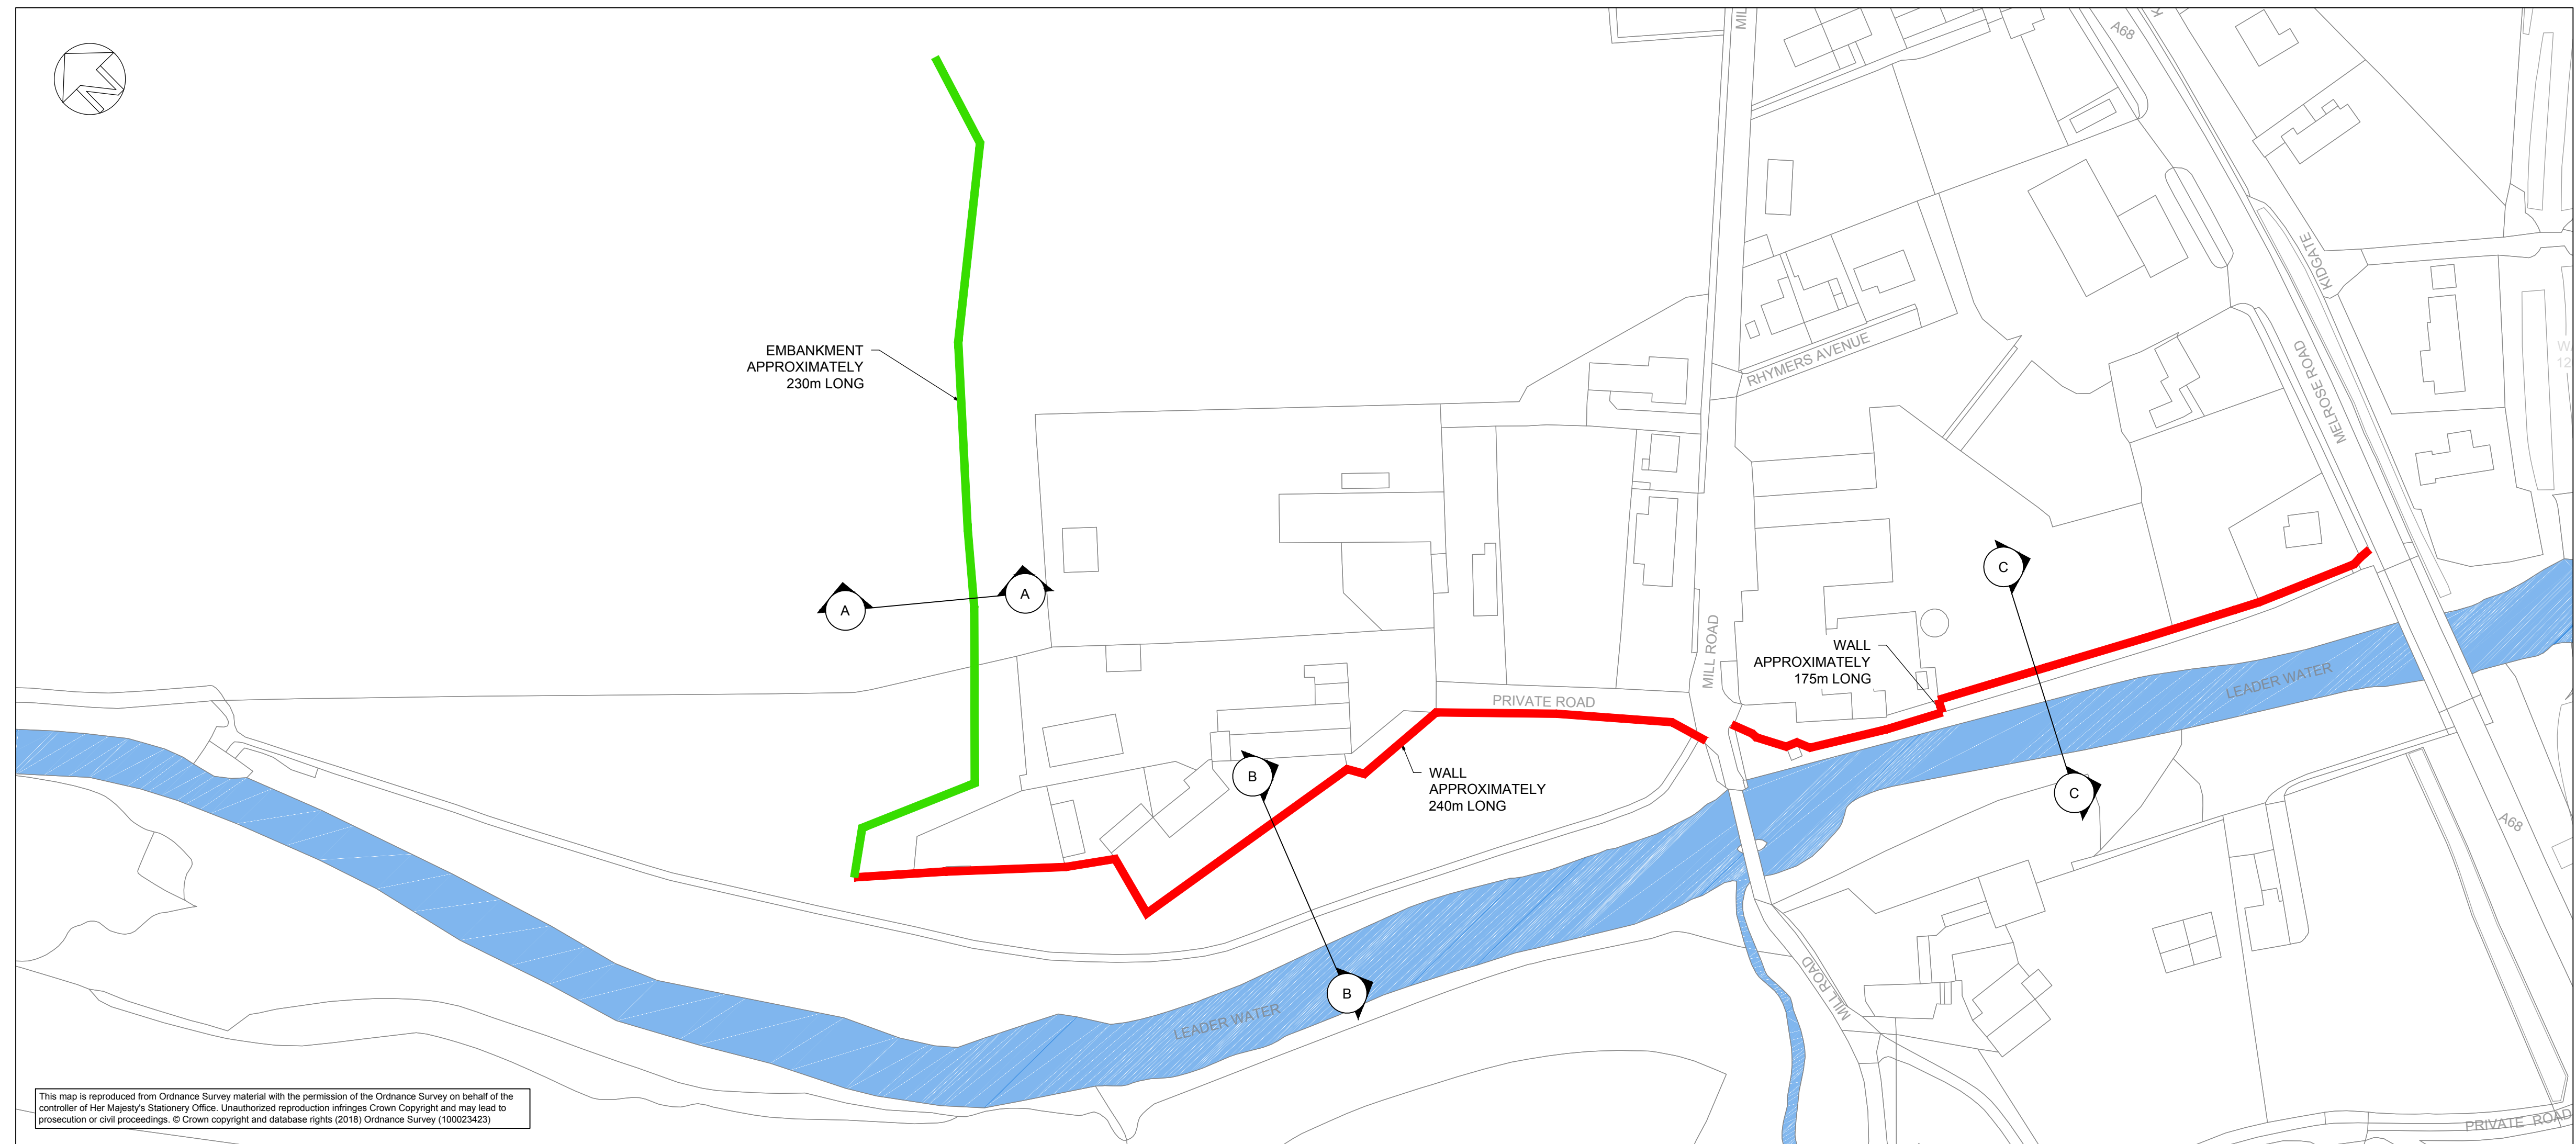 MIL
A68
K
EMBANKMENT
APPROXIMATELY
230m LONG
KIDGATE
RHYMERS AVENUE
MELROSE ROAD
W
12
A
A
C
WALL
APPROXIMATELY
175m LONG
MILL ROAD
PRIVATE ROAD
LEADER WATER
B
WALL
APPROXIMATELY
240m LONG
C
A68
B
LEADER WATER
MILL ROAD
This map is reproduced from Ordnance Survey material with the permission of the Ordnance Survey on behalf of the
controller of Her Majesty's Stationery Office. Unauthorized reproduction infringes Crown Copyright and may lead to
prosecution or civil proceedings. © Crown copyright and database rights (2018) Ordnance Survey (100023423)
PRIVATE ROAD